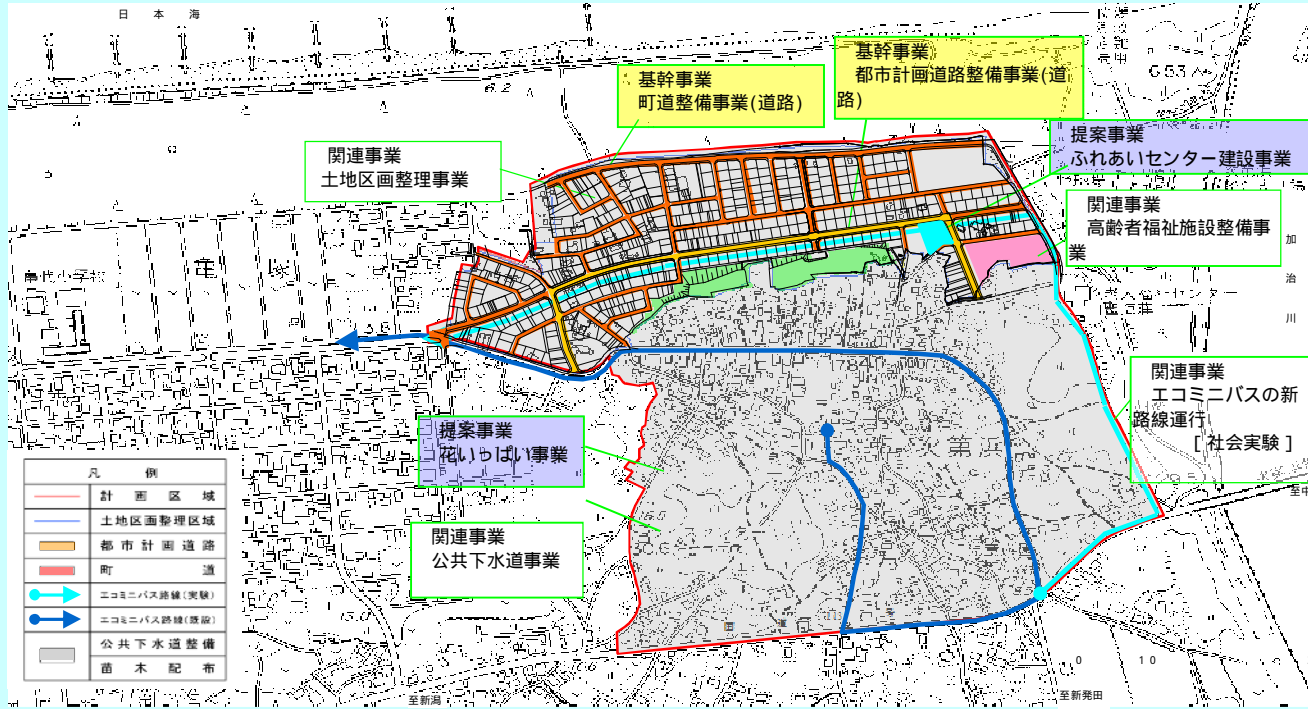 日本海
基幹事業
都市計画道路整備事業(道
路)
基幹事業
町道整備事業(道路)
提案事業
ふれあいセンター建設事業
関連事業
土地区画整理事業
関連事業
高齢者福祉施設整備事
業
加治川
関連事業
エコミニバスの新
路線運行
[ 社会実験 ]
至中
提案事業
花いっぱい事業
関連事業
公共下水道事業
凡例
計画区域
土地区画整理区域
都市計画道路
町道
エコミニバス路線(実験)
エコミニバス路線(既設)
公共下水道整備
苗木配布
0 10
至新潟
至新発田